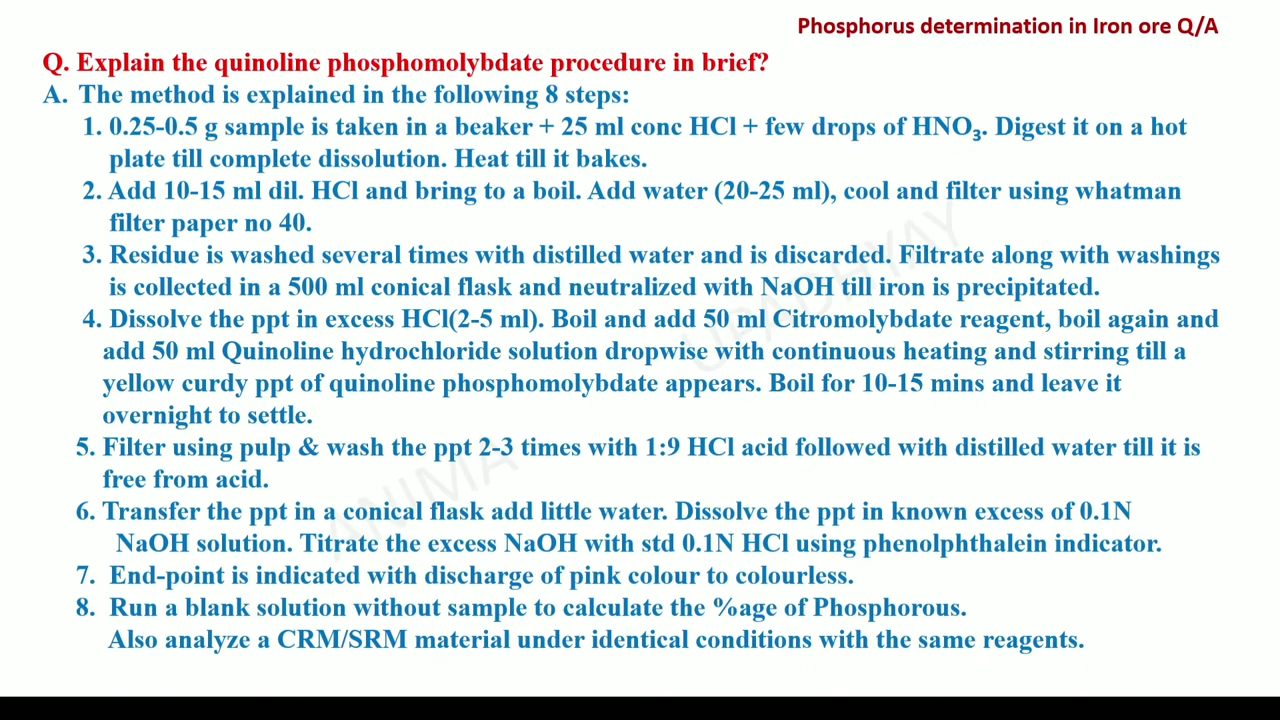 Phosphorus determination in Iron ore Q/A
Q. Explain the quinoline phosphomolybdate procedure in brief?
A. The method is explained in the following 8 steps:
1. 0.25-0.5 g sample is taken in a beaker + 25 ml conc HCl + few drops of HNO₃. Digest it on a hot
plate till complete dissolution. Heat till it bakes.
2. Add 10-15 ml dil. HCl and bring to a boil. Add water (20-25 ml), cool and filter using whatman
filter paper no 40.
3. Residue is washed several times with distilled water and is discarded. Filtrate along with washings
is collected in a 500 ml conical flask and neutralized with NaOH till iron is precipitated.
4. Dissolve the ppt in excess HCl(2-5 ml). Boil and add 50 ml Citromolybdate reagent, boil again and
add 50 ml Quinoline hydrochloride solution dropwise with continuous heating and stirring till a
yellow curdy ppt of quinoline phosphomolybdate appears. Boil for 10-15 mins and leave it
overnight to settle.
5. Filter using pulp & wash the ppt 2-3 times with 1:9 HCl acid followed with distilled water till it is
free from acid.
6. Transfer the ppt in a conical flask add little water. Dissolve the ppt in known excess of 0.1N
NaOH solution. Titrate the excess NaOH with std 0.1N HCl using phenolphthalein indicator.
7. End-point is indicated with discharge of pink colour to colourless.
8. Run a blank solution without sample to calculate the %age of Phosphorous.
Also analyze a CRM/SRM material under identical conditions with the same reagents.
ANIMA UPADHYAY